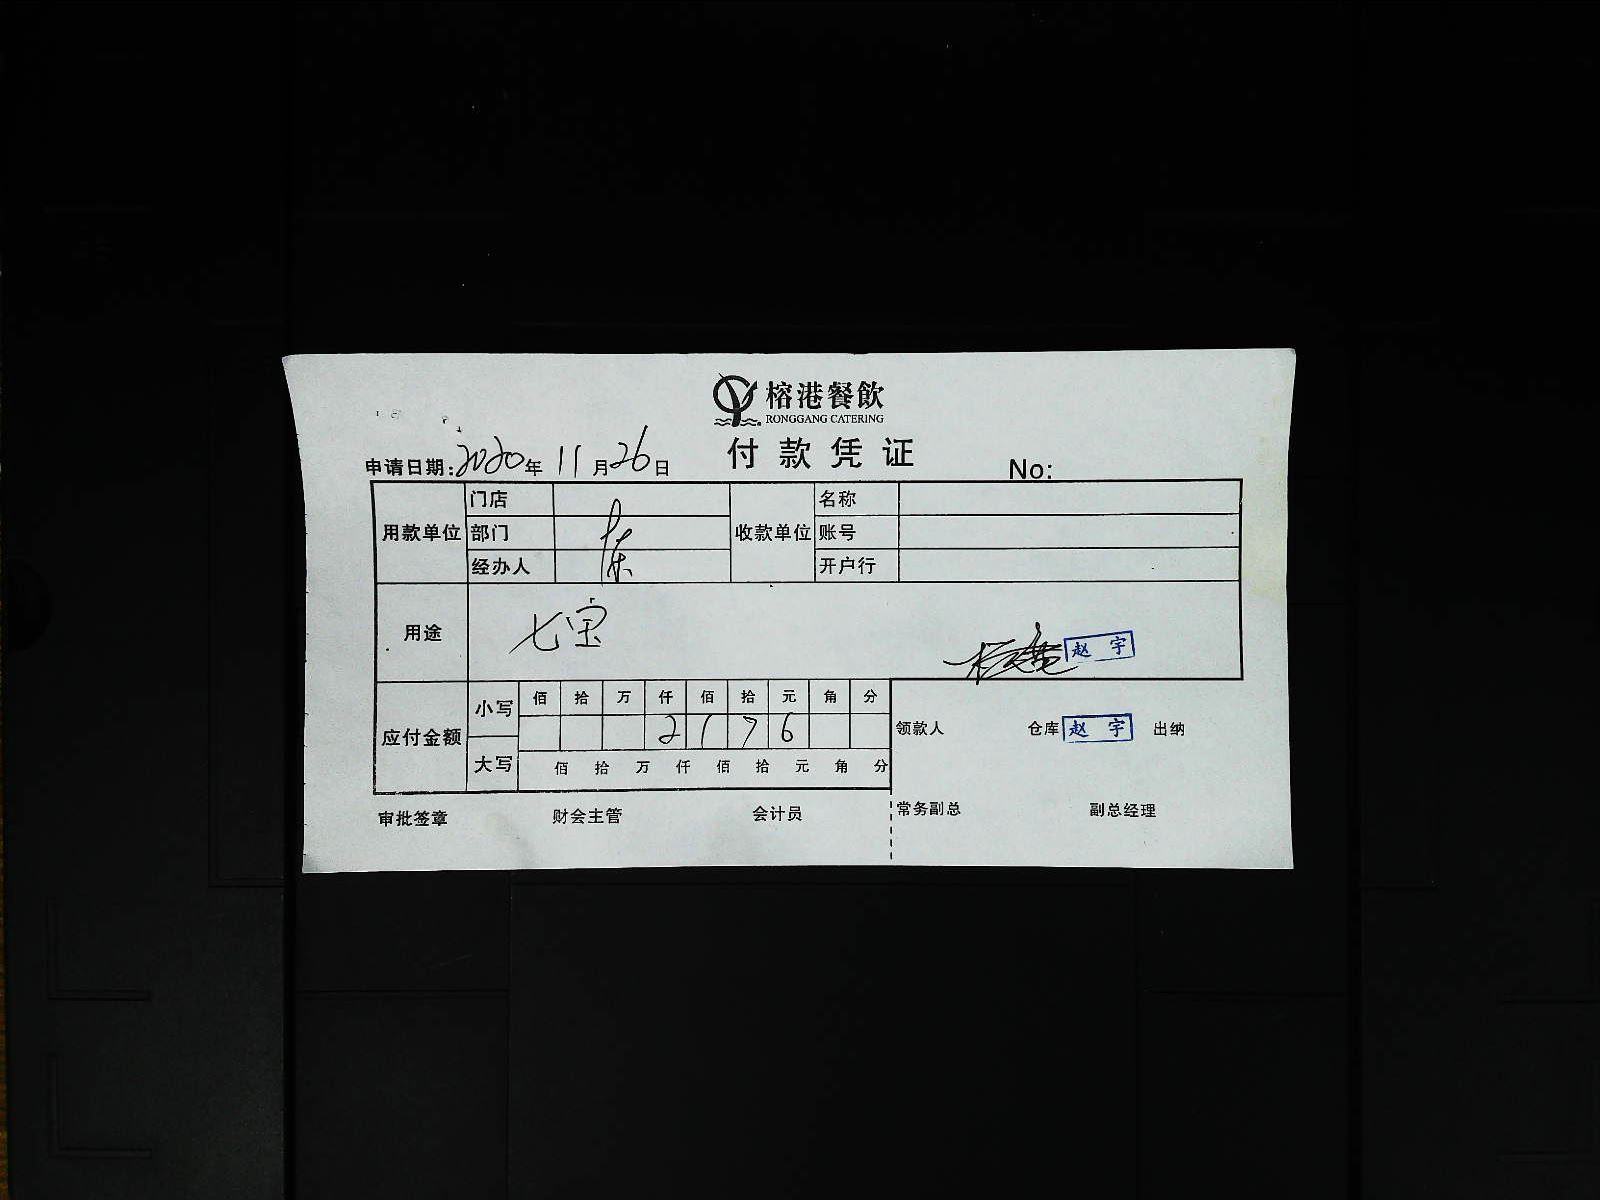 榕港餐飲
RONGGANG CATERING
付款凭证
申请日期:2020年11月26日 No:
用款单位 门店 收款单位 名称
部门 账号
经办人 陈 开户行
用途 七宝 赵宇
应付金额 小写 佰 拾 万 仟 佰 拾 元 角 分
2 1 7 6
领款人 仓库 赵宇 出纳
大写 佰 拾 万 仟 佰 拾 元 角 分
审批签章 财会主管 会计员 常务副总 副总经理